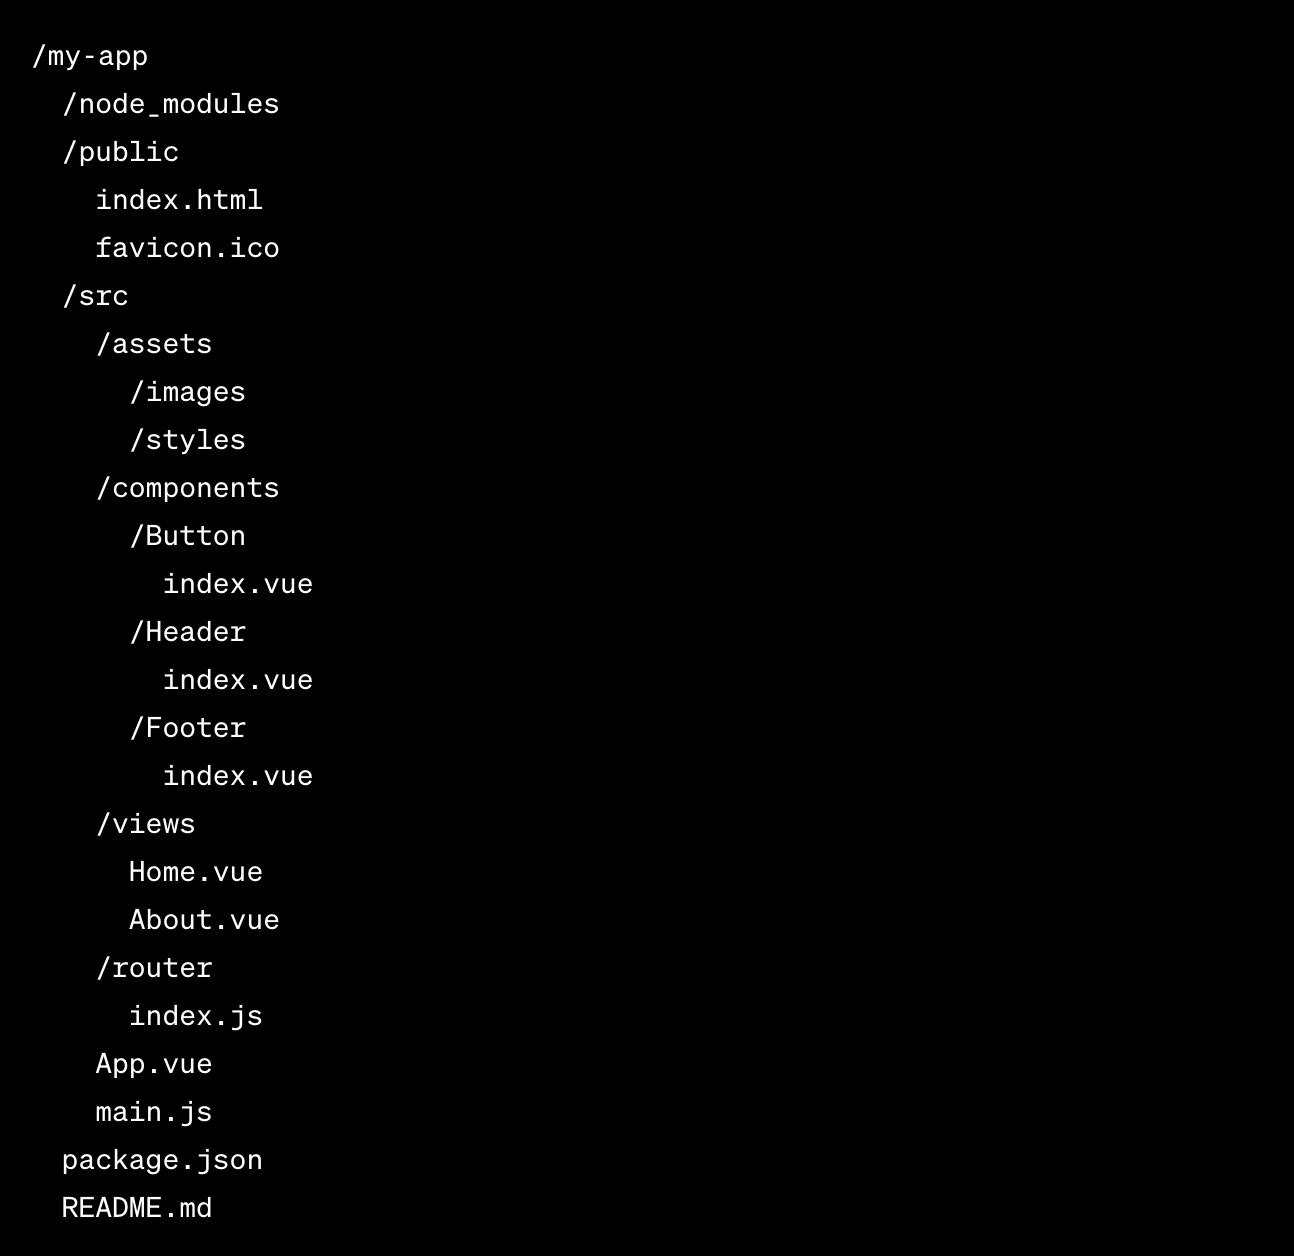 /my-app
  /node_modules
  /public
    index.html
    favicon.ico
  /src
    /assets
      /images
      /styles
    /components
      /Button
        index.vue
      /Header
        index.vue
      /Footer
        index.vue
    /views
      Home.vue
      About.vue
    /router
      index.js
    App.vue
    main.js
  package.json
  README.md